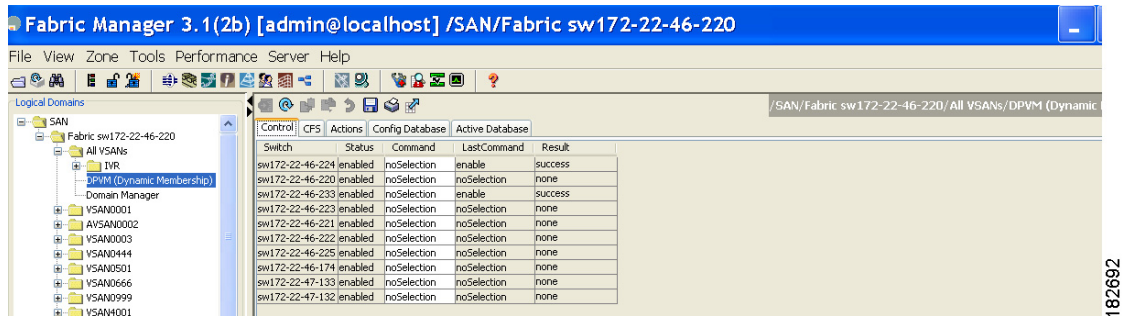 Fabric Manager 3.1(2b) [admin@localhost] /SAN/Fabric sw172-22-46-220
File View Zone Tools Performance Server Help
Logical Domains
/SAN/Fabric sw172-22-46-220/All VSANs/DPVM (Dynamic
SAN
Fabric sw172-22-46-220
All VSANs
IVR
DPVM (Dynamic Membership)
Domain Manager
VSAN0001
AVSAN0002
VSAN0003
VSAN0444
VSAN0501
VSAN0666
VSAN0999
VSAN4001
Control CFS Actions Config Database Active Database
Switch Status Command LastCommand Result
sw172-22-46-224 enabled noSelection enable success
sw172-22-46-220 enabled noSelection noSelection none
sw172-22-46-233 enabled noSelection enable success
sw172-22-46-223 enabled noSelection noSelection none
sw172-22-46-221 enabled noSelection noSelection none
sw172-22-46-222 enabled noSelection noSelection none
sw172-22-46-225 enabled noSelection noSelection none
sw172-22-46-174 enabled noSelection noSelection none
sw172-22-47-133 enabled noSelection noSelection none
sw172-22-47-132 enabled noSelection noSelection none
182692